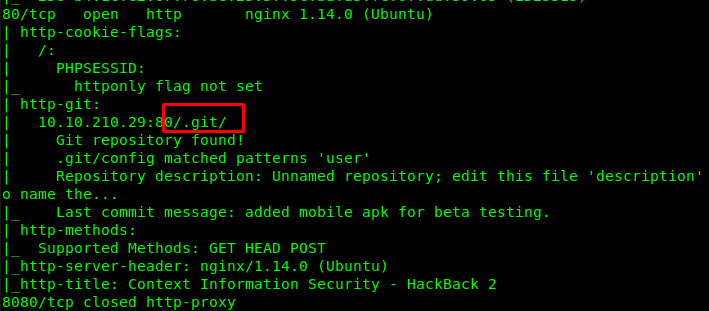 80/tcp   open   http       nginx 1.14.0 (Ubuntu)
| http-cookie-flags:
|   /:
|     PHPSESSID:
|_      httponly flag not set
| http-git:
|   10.10.210.29:80/.git/
|     Git repository found!
|     .git/config matched patterns 'user'
|     Repository description: Unnamed repository; edit this file 'description'
o name the...
|_    Last commit message: added mobile apk for beta testing.
| http-methods:
|_  Supported Methods: GET HEAD POST
|_http-server-header: nginx/1.14.0 (Ubuntu)
|_http-title: Context Information Security - HackBack 2
8080/tcp closed http-proxy